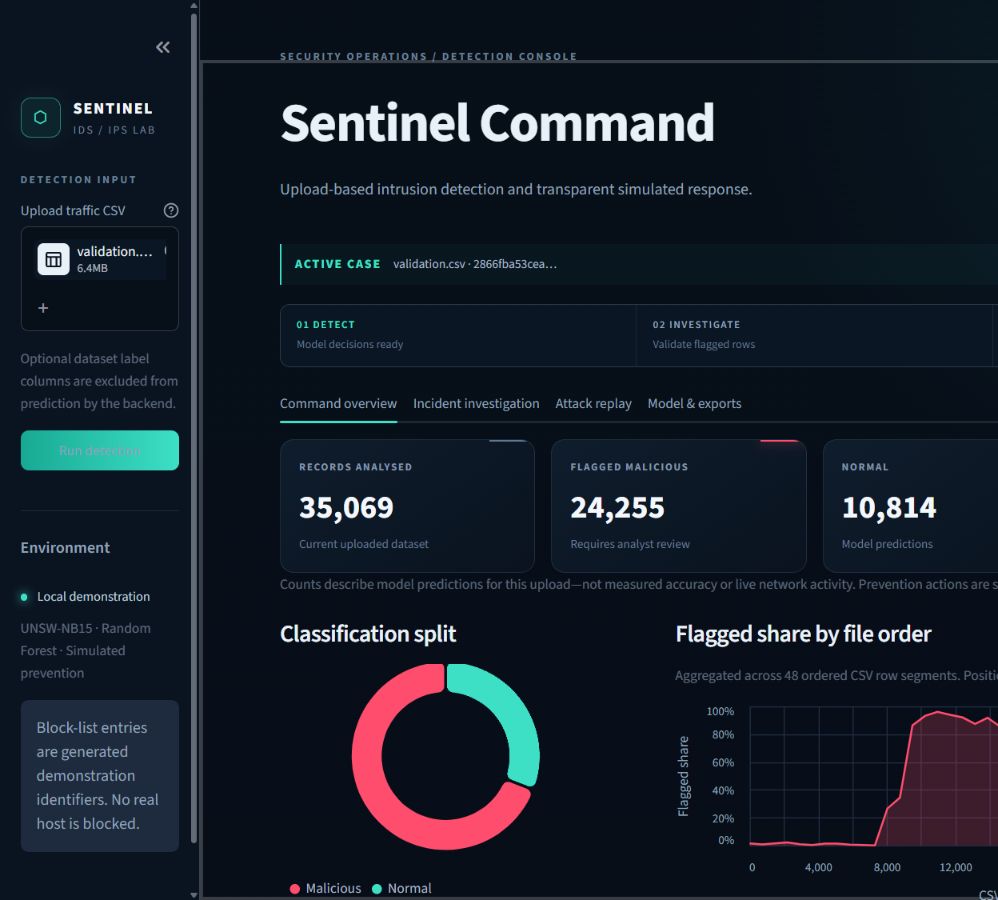 SENTINEL
IDS / IPS LAB
DETECTION INPUT
Upload traffic CSV
validation.…
6.4MB
Optional dataset label
columns are excluded from
prediction by the backend.
Run detection
Environment
Local demonstration
UNSW-NB15 · Random
Forest · Simulated
prevention
Block-list entries
are generated
demonstration
identifiers. No real
host is blocked.
SECURITY OPERATIONS / DETECTION CONSOLE
Sentinel Command
Upload-based intrusion detection and transparent simulated response.
ACTIVE CASE validation.csv · 2866fba53cea…
01 DETECT
Model decisions ready
02 INVESTIGATE
Validate flagged rows
Command overview Incident investigation Attack replay Model & exports
RECORDS ANALYSED
35,069
Current uploaded dataset
FLAGGED MALICIOUS
24,255
Requires analyst review
NORMAL
10,814
Model predictions
Counts describe model predictions for this upload—not measured accuracy or live network activity. Prevention actions are s
Classification split
Malicious Normal
Flagged share by file order
Aggregated across 48 ordered CSV row segments. Positi
Flagged share
100%
80%
60%
40%
20%
0%
0 4,000 8,000 12,000
CSV